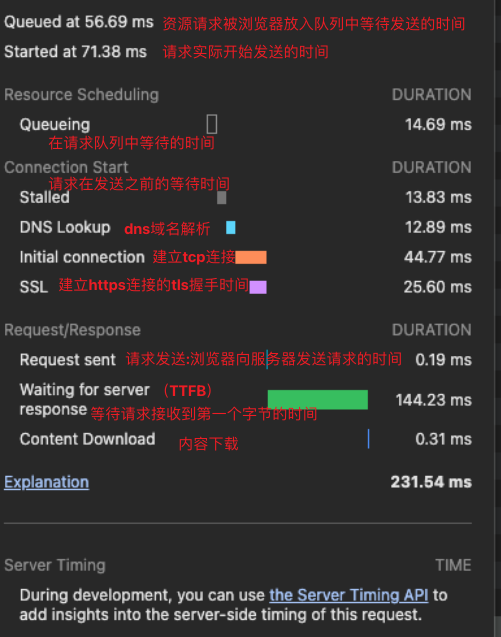 Queued at 56.69 ms 资源请求被浏览器放入队列中等待发送的时间
Started at 71.38 ms 请求实际开始发送的时间
Resource Scheduling DURATION
Queueing 14.69 ms
在请求队列中等待的时间
Connection Start DURATION
请求在发送之前的等待时间
Stalled 13.83 ms
DNS Lookup dns域名解析 12.89 ms
Initial connection 建立tcp连接 44.77 ms
SSL 建立https连接的tls握手时间 25.60 ms
Request/Response DURATION
Request sent 请求发送:浏览器向服务器发送请求的时间 0.19 ms
Waiting for server （TTFB）
response 等待请求接收到第一个字节的时间 144.23 ms
Content Download 内容下载 0.31 ms
Explanation 231.54 ms
Server Timing TIME
During development, you can use the Server Timing API to
add insights into the server-side timing of this request.